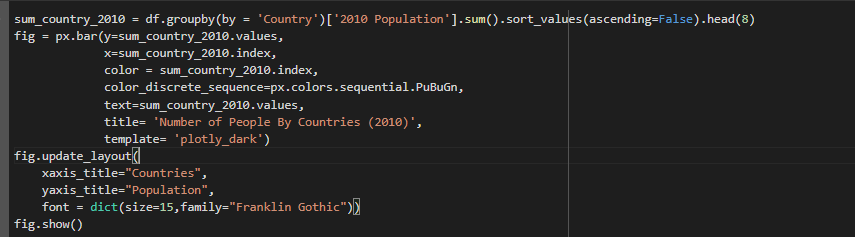 sum_country_2010 = df.groupby(by = 'Country')['2010 Population'].sum().sort_values(ascending=False).head(8)
fig = px.bar(y=sum_country_2010.values,
             x=sum_country_2010.index,
             color = sum_country_2010.index,
             color_discrete_sequence=px.colors.sequential.PuBuGn,
             text=sum_country_2010.values,
             title= 'Number of People By Countries (2010)',
             template= 'plotly_dark')
fig.update_layout(
    xaxis_title="Countries",
    yaxis_title="Population",
    font = dict(size=15,family="Franklin Gothic"))
fig.show()